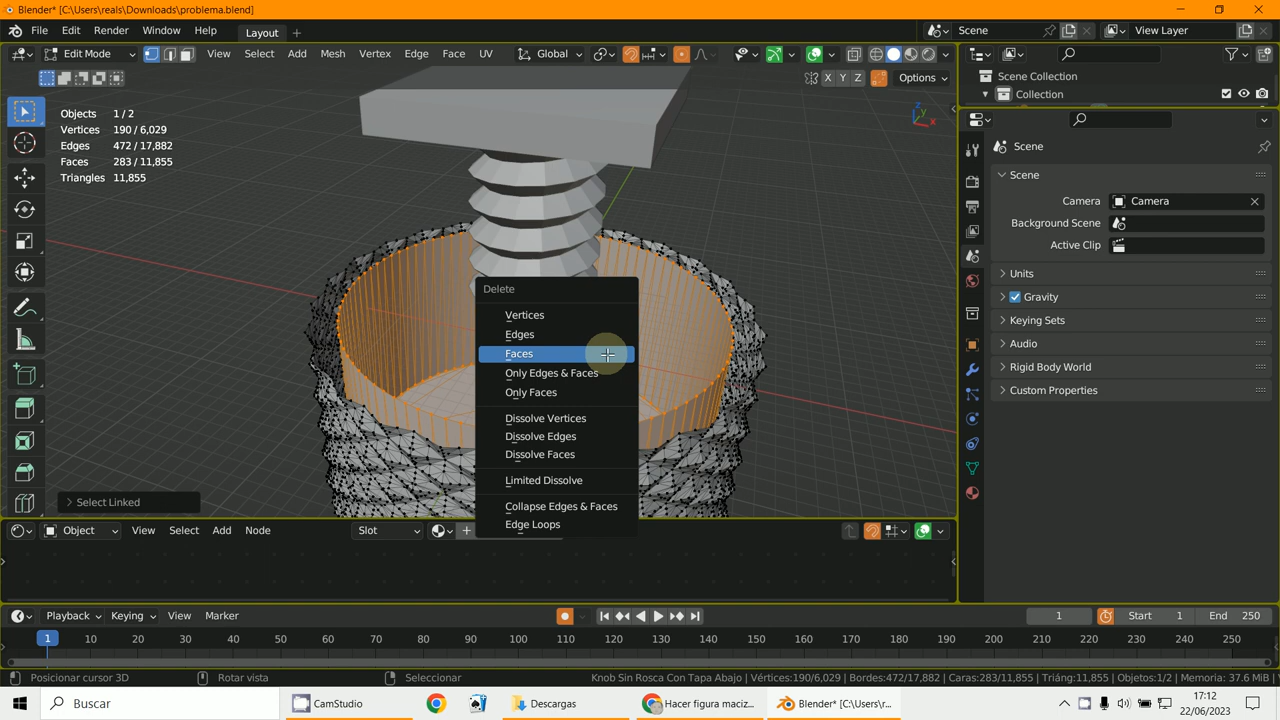 Blender* [C:\Users\reals\Downloads\problema.blend]
File Edit Render Window Help Layout + Scene View Layer
Edit Mode View Select Add Mesh Vertex Edge Face UV Global
X Y Z Options
Objects 1 / 2
Vertices 190 / 6,029
Edges 472 / 17,882
Faces 283 / 11,855
Triangles 11,855
Delete
Vertices
Edges
Faces
Only Edges & Faces
Only Faces
Dissolve Vertices
Dissolve Edges
Dissolve Faces
Limited Dissolve
Collapse Edges & Faces
Edge Loops
> Select Linked
Scene Collection
Collection
Scene
Scene
Camera Camera
Background Scene
Active Clip
Units
Gravity
Keying Sets
Audio
Rigid Body World
Custom Properties
Object View Select Add Node Slot
Playback Keying View Marker 1 Start 1 End 250
1 10 20 30 40 50 60 70 80 90 100 110 120 130 140 150 160 170 180 190 200 210 220 230 240 250
Posicionar cursor 3D Rotar vista Seleccionar Knob Sin Rosca Con Tapa Abajo | Vértices:190/6,029 | Bordes:472/17,882 | Caras:283/11,855 | Triáng:11,855 | Objetos:1/2 | Memoria: 37.6 MiB
Buscar CamStudio Descargas Hacer figura maciz... Blender* [C:\Users\r...
17:12
22/06/2023